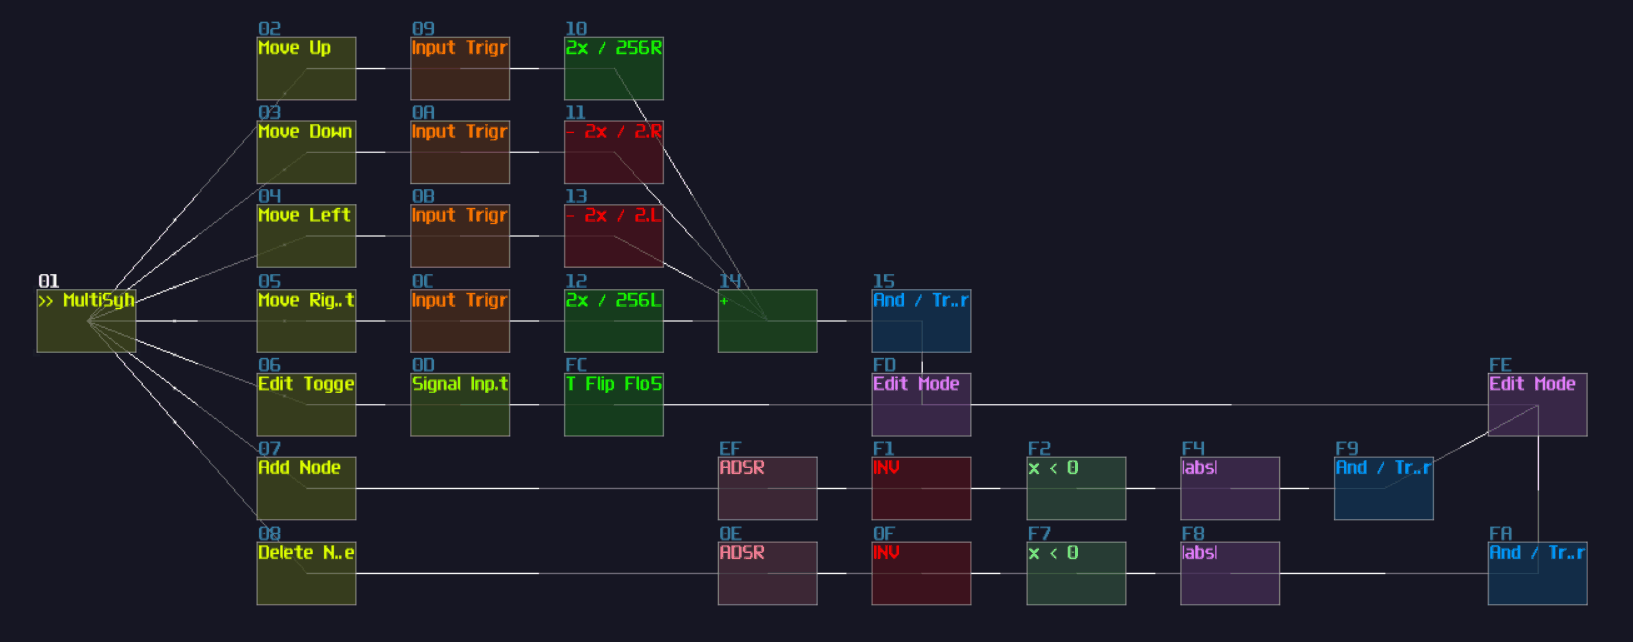 02 09 10
Move Up Input Trigr 2x / 256R
03 0A 11
Move Down Input Trigr - 2x / 2.R
04 0B 13
Move Left Input Trigr - 2x / 2.L
01 05 0C 12 14 15
>> MultiSyh Move Rig..t Input Trigr 2x / 256L + And / Tr..r
06 0D FC FD FE
Edit Togge Signal Inp.t T Flip Flo5 Edit Mode Edit Mode
07 EF F1 F2 F4 F9
Add Node ADSR INV x < 0 |abs| And / Tr..r
08 0E 0F F7 F8 FA
Delete N..e ADSR INV x < 0 |abs| And / Tr..r